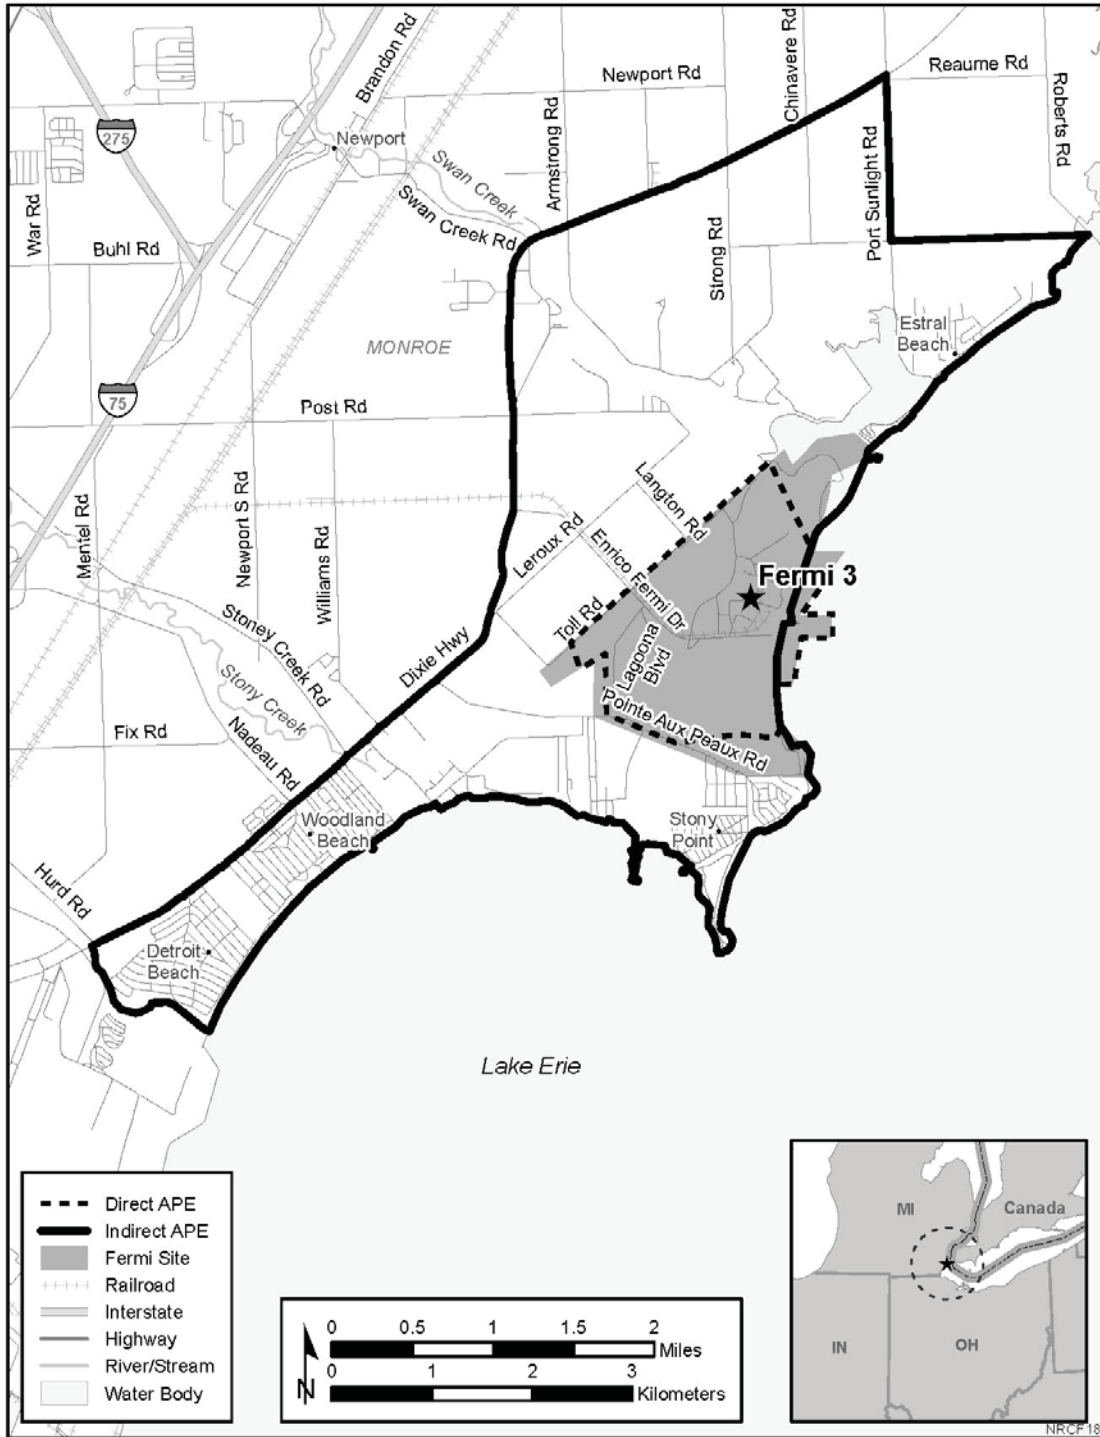 Brandon Rd
Newport Rd
Chinavere Rd
Reaume Rd
Roberts Rd
275
Newport
Armstrong Rd
Swan Creek
Port Sunlight Rd
War Rd
Swan Creek Rd
Buhl Rd
Strong Rd
Estral
Beach
MONROE
75
Post Rd
Langton Rd
Mentel Rd
Newport S Rd
Williams Rd
Leroux Rd
Enrico Fermi Dr
Fermi 3
Toll Rd
Stoney Creek Rd
Dixie Hwy
Lagoona
Blvd
Stony Creek
Pointe Aux Peaux Rd
Fix Rd
Nadeau Rd
Woodland
Beach
Stony
Point
Hurd Rd
Detroit
Beach
Lake Erie
Direct APE
Indirect APE
Fermi Site
Railroad
Interstate
Highway
River/Stream
Water Body
N
0 0.5 1 1.5 2
Miles
0 1 2 3
Kilometers
MI
Canada
IN
OH
NRCF18